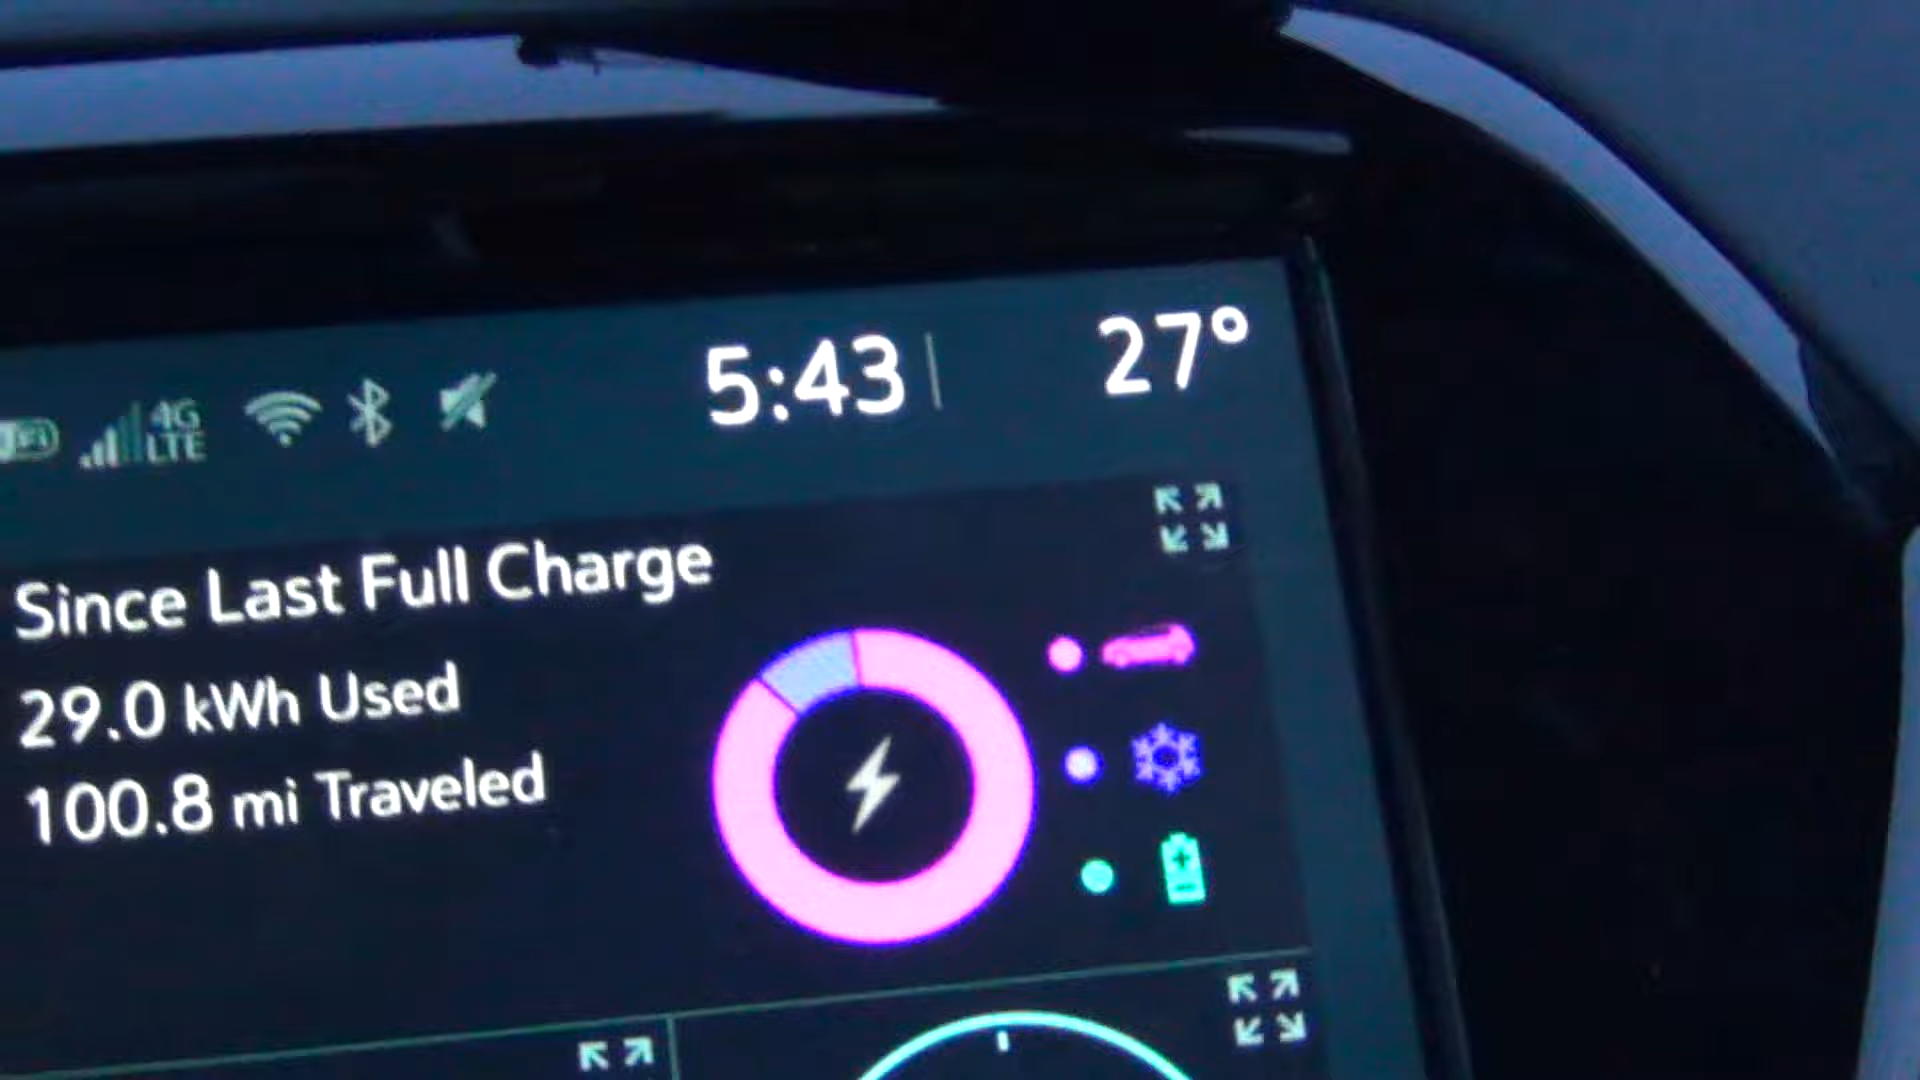 4G
LTE
5:43
27°
Since Last Full Charge
29.0 kWh Used
100.8 mi Traveled